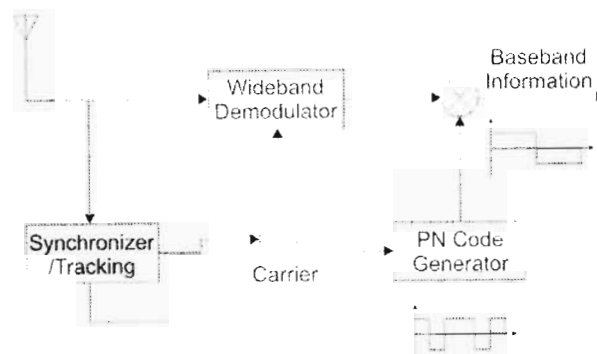 Baseband
Information
Wideband
Demodulator
Synchronizer
/Tracking
Carrier
PN Code
Generator